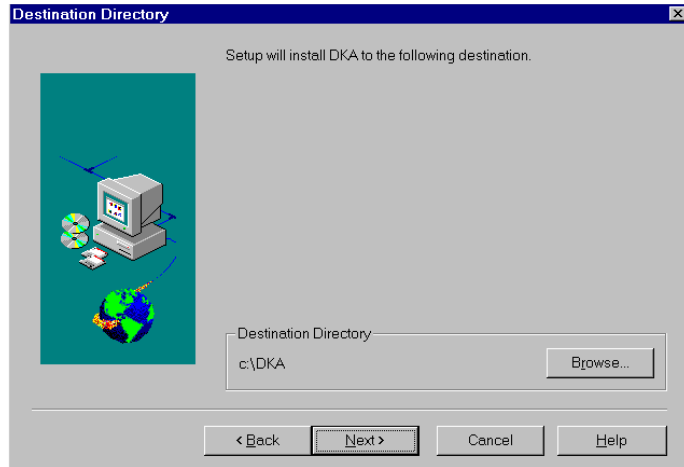 Destination Directory
Setup will install DKA to the following destination.
Destination Directory
c:\DKA
Browse...
< Back
Next >
Cancel
Help